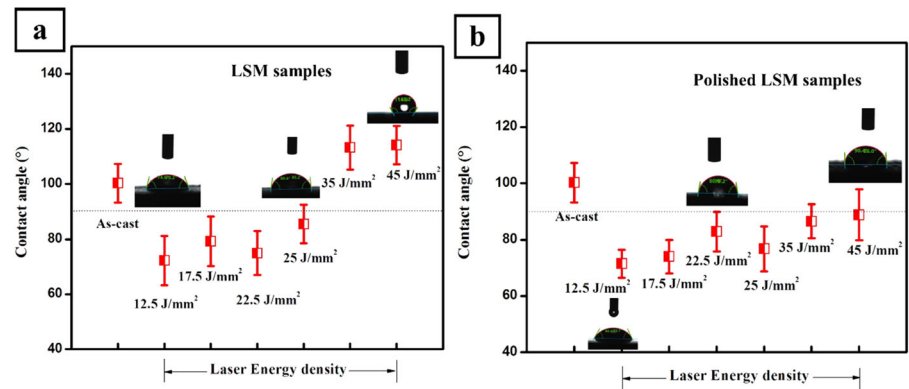 a
LSM samples
Contact angle (°)
140
120
100
80
60
40
As-cast
12.5 J/mm²
17.5 J/mm²
22.5 J/mm²
25 J/mm²
35 J/mm²
45 J/mm²
Laser Energy density
b
Polished LSM samples
Contact angle (°)
140
120
100
80
60
40
As-cast
12.5 J/mm²
17.5 J/mm²
22.5 J/mm²
25 J/mm²
35 J/mm²
45 J/mm²
Laser Energy density